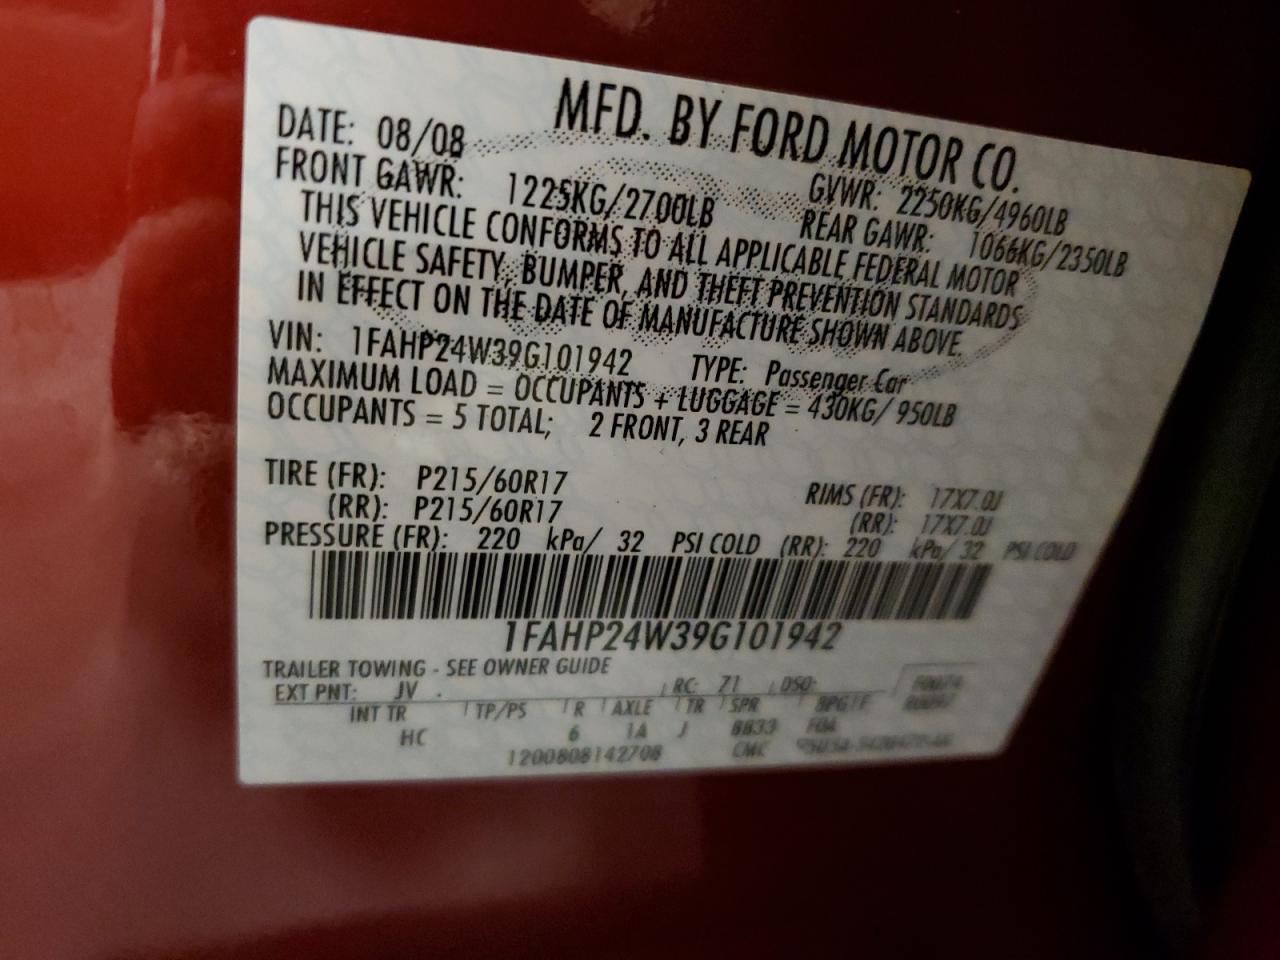 MFD. BY FORD MOTOR CO.
DATE: 08/08 GVWR: 2250KG/4960LB
FRONT GAWR: 1225KG/2700LB REAR GAWR: 1066KG/2350LB
THIS VEHICLE CONFORMS TO ALL APPLICABLE FEDERAL MOTOR
VEHICLE SAFETY, BUMPER, AND THEFT PREVENTION STANDARDS
IN EFFECT ON THE DATE OF MANUFACTURE SHOWN ABOVE.
VIN: 1FAHP24W39G101942 TYPE: Passenger Car
MAXIMUM LOAD = OCCUPANTS + LUGGAGE = 430KG/ 950LB
OCCUPANTS = 5 TOTAL; 2 FRONT, 3 REAR
TIRE (FR): P215/60R17 RIMS (FR): 17X7.0J
(RR): P215/60R17 (RR): 17X7.0J
PRESSURE (FR): 220 kPa/ 32 PSI COLD (RR): 220 kPa/ 32 PSI COLD
1FAHP24W39G101942
TRAILER TOWING - SEE OWNER GUIDE
EXT PNT: JV RC: 71 DSO:
INT TR TP/PS R AXLE TR SPR
HC 6 1A J BB33
1200808142708 CMC